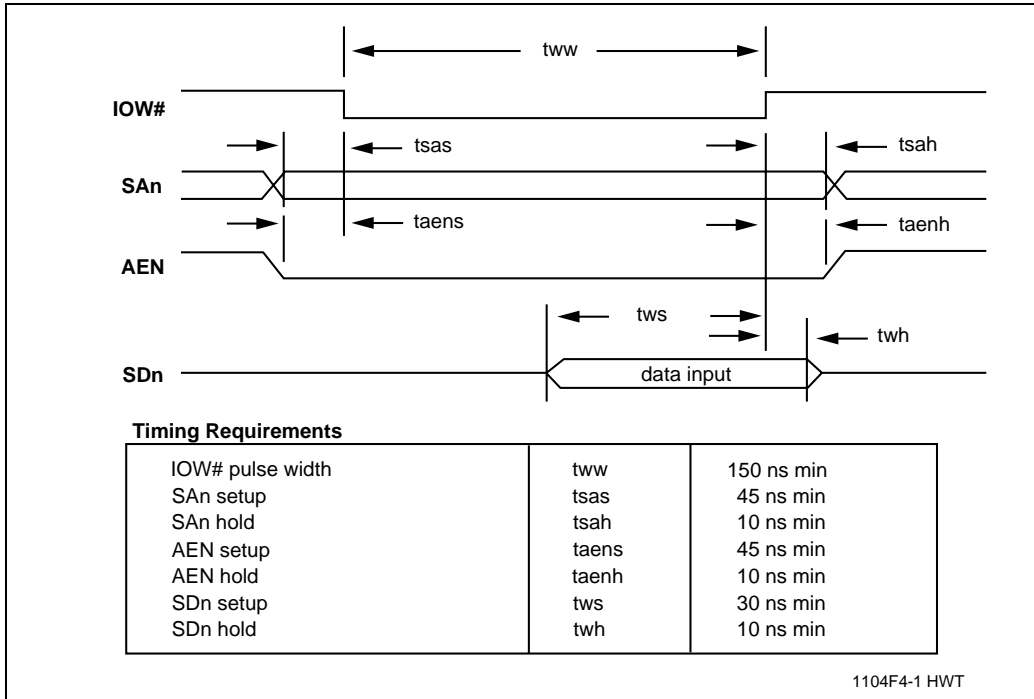 tww
IOW#
tsas
tsah
SAn
taens
taenh
AEN
tws
twh
SDn
data input
Timing Requirements
IOW# pulse width tww 150 ns min
SAn setup tsas 45 ns min
SAn hold tsah 10 ns min
AEN setup taens 45 ns min
AEN hold taenh 10 ns min
SDn setup tws 30 ns min
SDn hold twh 10 ns min
1104F4-1 HWT